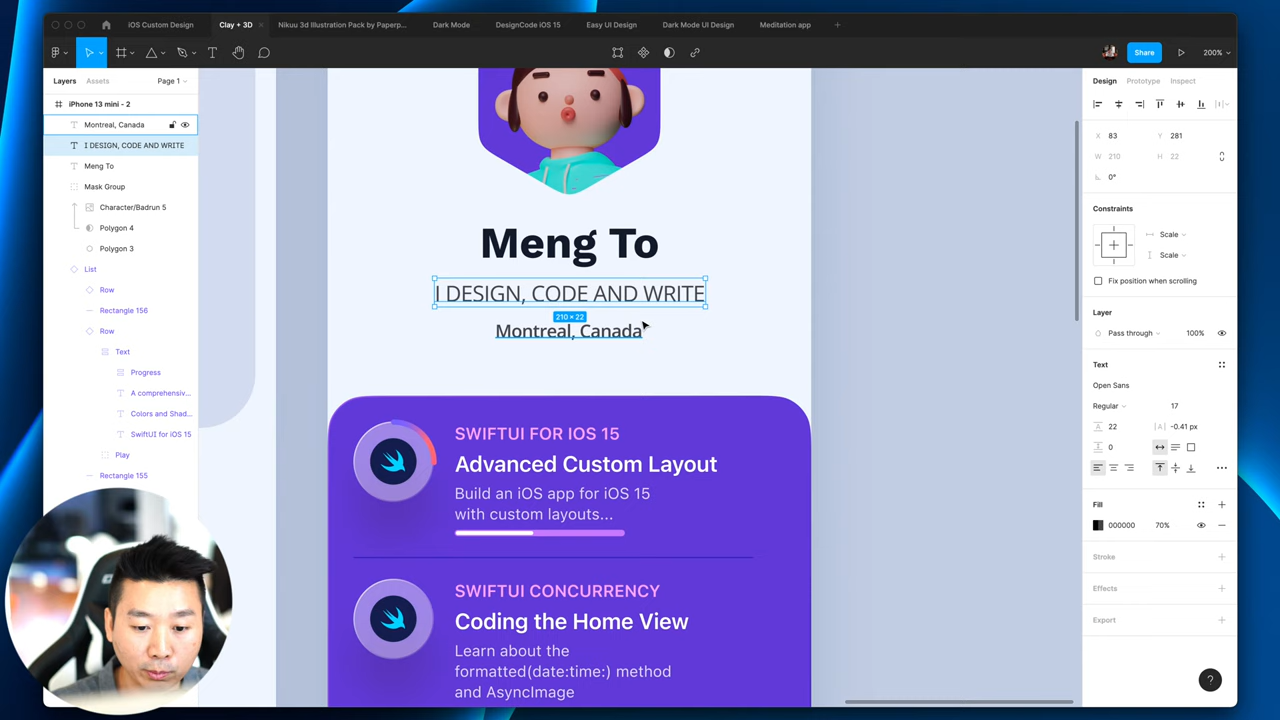 iOS Custom Design
Clay + 3D
Nikuu 3d Illustration Pack by Paperp...
Dark Mode
DesignCode iOS 15
Easy UI Design
Dark Mode UI Design
Meditation app
Share
200%
Layers
Assets
Page 1
iPhone 13 mini - 2
Montreal, Canada
I DESIGN, CODE AND WRITE
Meng To
Mask Group
Character/Badrun 5
Polygon 4
Polygon 3
List
Row
Rectangle 156
Row
Text
Progress
A comprehensiv...
Colors and Shad...
SwiftUI for iOS 15
Play
Rectangle 155
Meng To
I DESIGN, CODE AND WRITE
210 × 22
Montreal, Canada
SWIFTUI FOR IOS 15
Advanced Custom Layout
Build an iOS app for iOS 15
with custom layouts...
SWIFTUI CONCURRENCY
Coding the Home View
Learn about the
formatted(date:time:) method
and AsyncImage
Design
Prototype
Inspect
X 83
Y 281
W 210
H 22
0°
Constraints
Scale
Scale
Fix position when scrolling
Layer
Pass through
100%
Text
Open Sans
Regular
17
22
-0.41 px
0
Fill
000000
70%
Stroke
Effects
Export
?